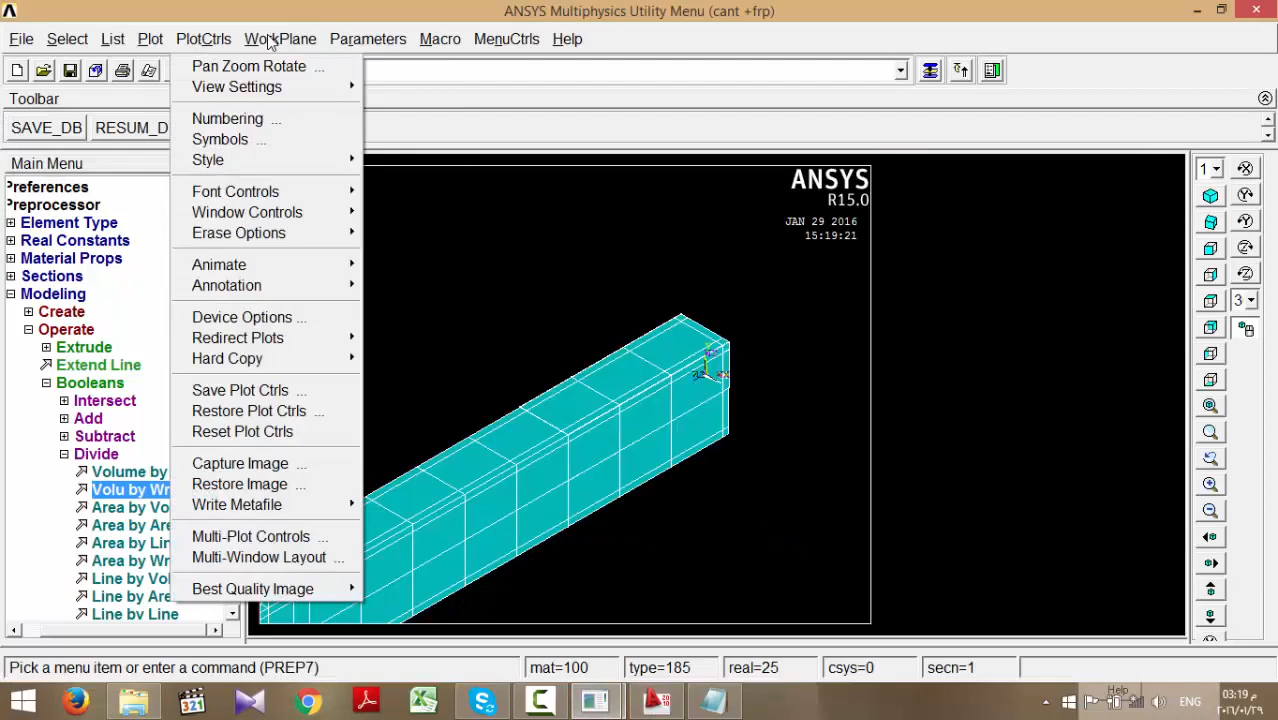 ANSYS Multiphysics Utility Menu (cant +frp)
File Select List Plot PlotCtrls WorkPlane Parameters Macro MenuCtrls Help
Toolbar
SAVE_DB RESUM_D
Main Menu
Preferences
Preprocessor
Element Type
Real Constants
Material Props
Sections
Modeling
Create
Operate
Extrude
Extend Line
Booleans
Intersect
Add
Subtract
Divide
Volume by
Volu by Wr
Area by Vo
Area by Are
Area by Lin
Area by Wr
Line by Volu
Line by Are
Line by Line
Pan Zoom Rotate ...
View Settings
Numbering ...
Symbols ...
Style
Font Controls
Window Controls
Erase Options
Animate
Annotation
Device Options ...
Redirect Plots
Hard Copy
Save Plot Ctrls ...
Restore Plot Ctrls ...
Reset Plot Ctrls
Capture Image ...
Restore Image ...
Write Metafile
Multi-Plot Controls ...
Multi-Window Layout ...
Best Quality Image
ANSYS
R15.0
JAN 29 2016
15:19:21
1
3
Pick a menu item or enter a command (PREP7) mat=100 type=185 real=25 csys=0 secn=1
Help
ENG
03:19 م
٢٠١٦/٠١/٢٩